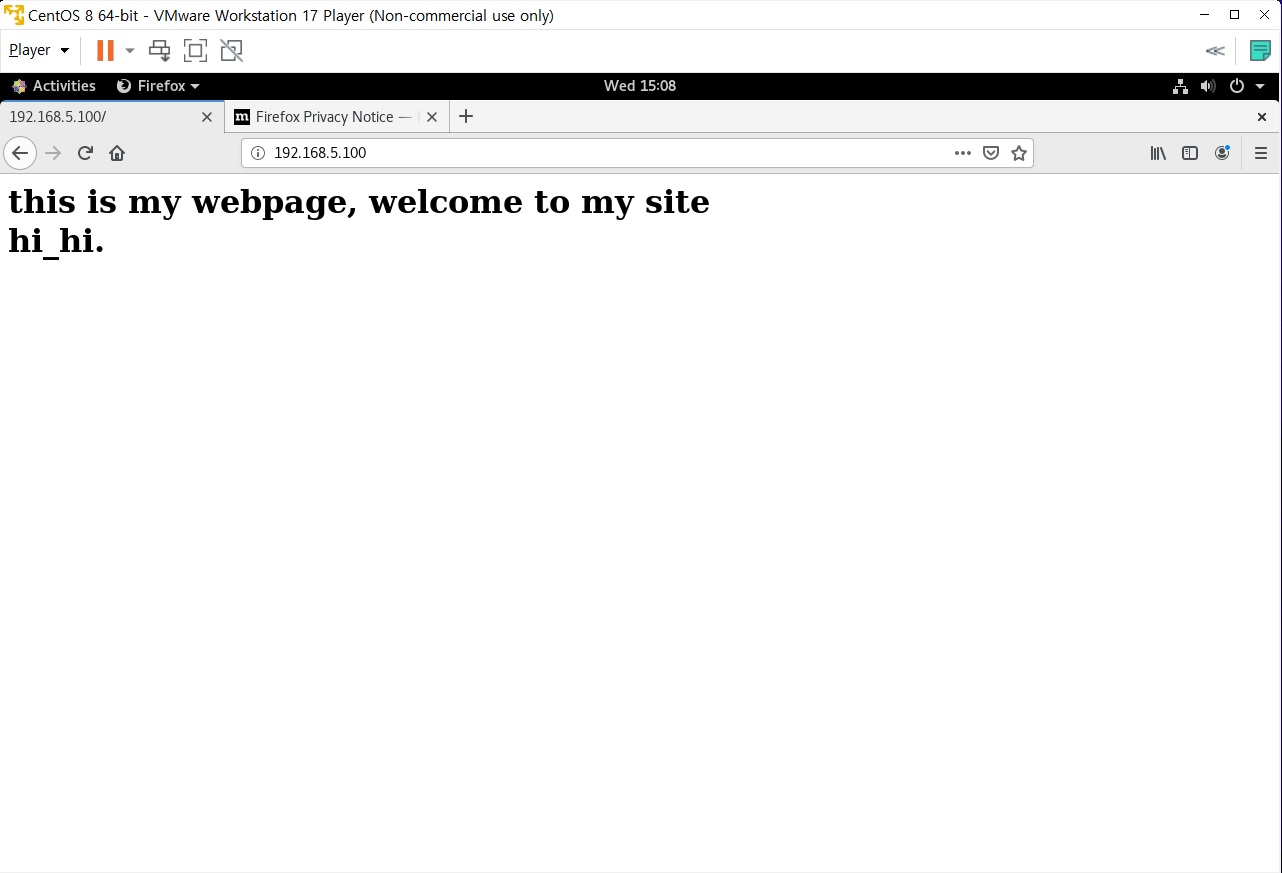 CentOS 8 64-bit - VMware Workstation 17 Player (Non-commercial use only)
Player
Activities Firefox Wed 15:08
192.168.5.100/ Firefox Privacy Notice —
192.168.5.100
this is my webpage, welcome to my site
hi_hi.